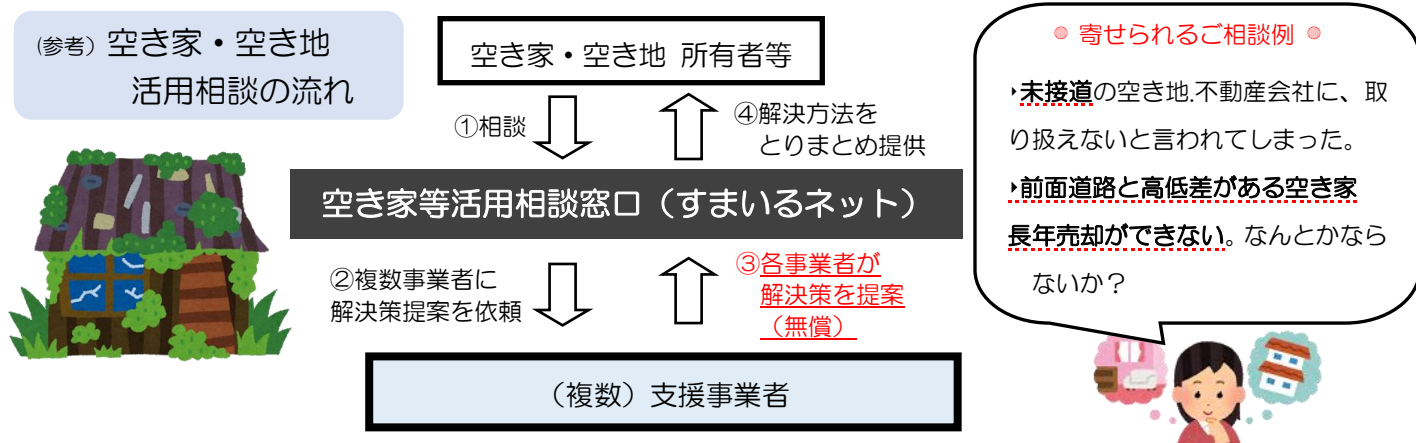 (参考) 空き家・空き地
活用相談の流れ
空き家・空き地 所有者等
①相談
④解決方法を
とりまとめ提供
空き家等活用相談窓口（すまいるネット）
②複数事業者に
解決策提案を依頼
③各事業者が
解決策を提案
（無償）
（複数）支援事業者
◎ 寄せられるご相談例 ◎
・未接道の空き地.不動産会社に、取
り扱えないと言われてしまった。
・前面道路と高低差がある空き家
長年売却ができない。なんとかなら
ないか？